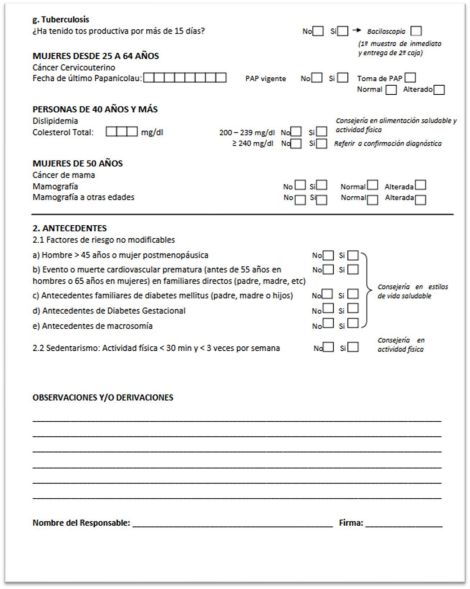 g. Tuberculosis
¿Ha tenido tos productiva por más de 15 días? No Si → Baciloscopia
(1ª muestra de inmediato
y entrega de 2ª caja)
MUJERES DESDE 25 A 64 AÑOS
Cáncer Cervicouterino
Fecha de último Papanicolau: PAP vigente No Si Toma de PAP
Normal Alterado
PERSONAS DE 40 AÑOS Y MÁS
Dislipidemia
Consejería en alimentación saludable y
Colesterol Total: mg/dl 200 – 239 mg/dl No Si actividad física
≥ 240 mg/dl No Si Referir a confirmación diagnóstica
MUJERES DE 50 AÑOS
Cáncer de mama
Mamografía No Si Normal Alterada
Mamografía a otras edades No Si Normal Alterada
2. ANTECEDENTES
2.1 Factores de riesgo no modificables
a) Hombre > 45 años o mujer postmenopáusica No Si
b) Evento o muerte cardiovascular prematura (antes de 55 años en No Si
hombres o 65 años en mujeres) en familiares directos (padre, madre, etc)
c) Antecedentes familiares de diabetes mellitus (padre, madre o hijos) No Si
Consejería en estilos
de vida saludable
d) Antecedentes de Diabetes Gestacional No Si
e) Antecedentes de macrosomía No Si
2.2 Sedentarismo: Actividad física < 30 min y < 3 veces por semana No Si
Consejería en
actividad física
OBSERVACIONES Y/O DERIVACIONES
Nombre del Responsable: Firma: